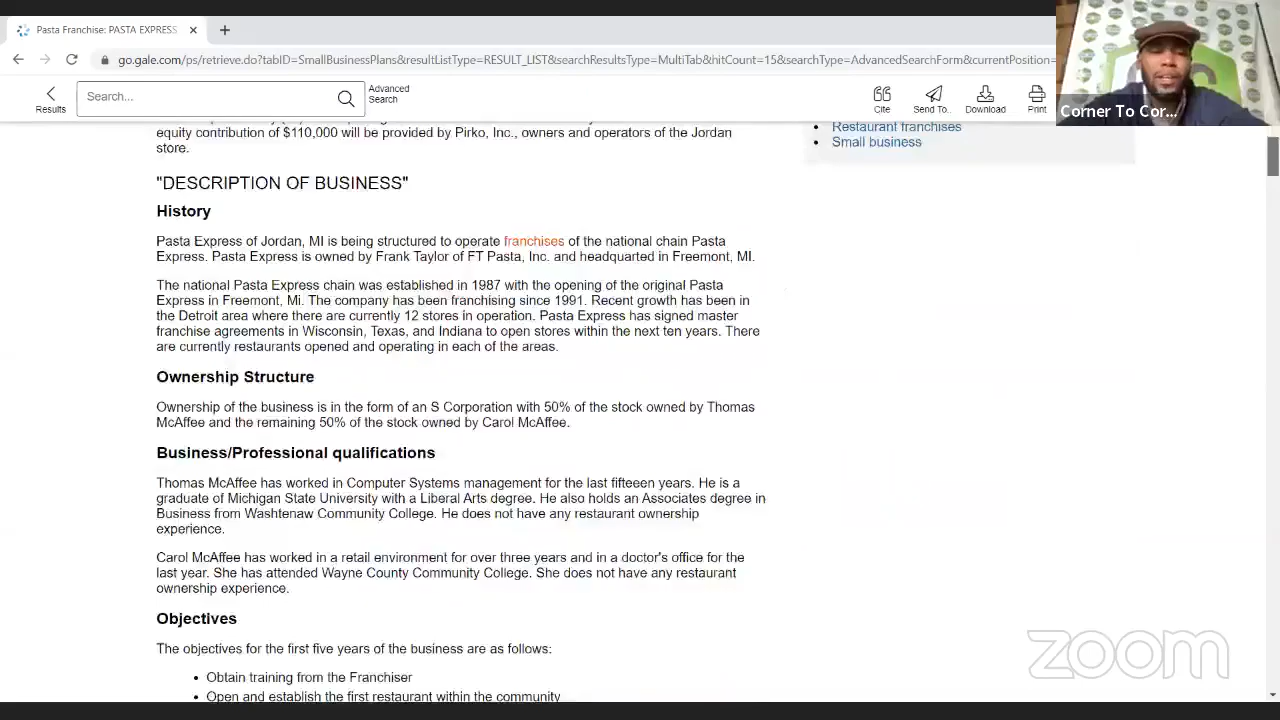 Pasta Franchise: PASTA EXPRESS
go.gale.com/ps/retrieve.do?tabID=SmallBusinessPlans&resultListType=RESULT_LIST&searchResultsType=MultiTab&hitCount=15&searchType=AdvancedSearchForm&currentPosition=
Results
Search...
Advanced
Search
Cite
Send To..
Download
Print
Corner To Cor...
equity contribution of $110,000 will be provided by Pirko, Inc., owners and operators of the Jordan
store.
• Restaurant franchises
• Small business
"DESCRIPTION OF BUSINESS"
History
Pasta Express of Jordan, MI is being structured to operate franchises of the national chain Pasta
Express. Pasta Express is owned by Frank Taylor of FT Pasta, Inc. and headquarted in Freemont, MI.
The national Pasta Express chain was established in 1987 with the opening of the original Pasta
Express in Freemont, Mi. The company has been franchising since 1991. Recent growth has been in
the Detroit area where there are currently 12 stores in operation. Pasta Express has signed master
franchise agreements in Wisconsin, Texas, and Indiana to open stores within the next ten years. There
are currently restaurants opened and operating in each of the areas.
Ownership Structure
Ownership of the business is in the form of an S Corporation with 50% of the stock owned by Thomas
McAffee and the remaining 50% of the stock owned by Carol McAffee.
Business/Professional qualifications
Thomas McAffee has worked in Computer Systems management for the last fifteeen years. He is a
graduate of Michigan State University with a Liberal Arts degree. He also holds an Associates degree in
Business from Washtenaw Community College. He does not have any restaurant ownership
experience.
Carol McAffee has worked in a retail environment for over three years and in a doctor's office for the
last year. She has attended Wayne County Community College. She does not have any restaurant
ownership experience.
Objectives
The objectives for the first five years of the business are as follows:
• Obtain training from the Franchiser
• Open and establish the first restaurant within the community
zoom